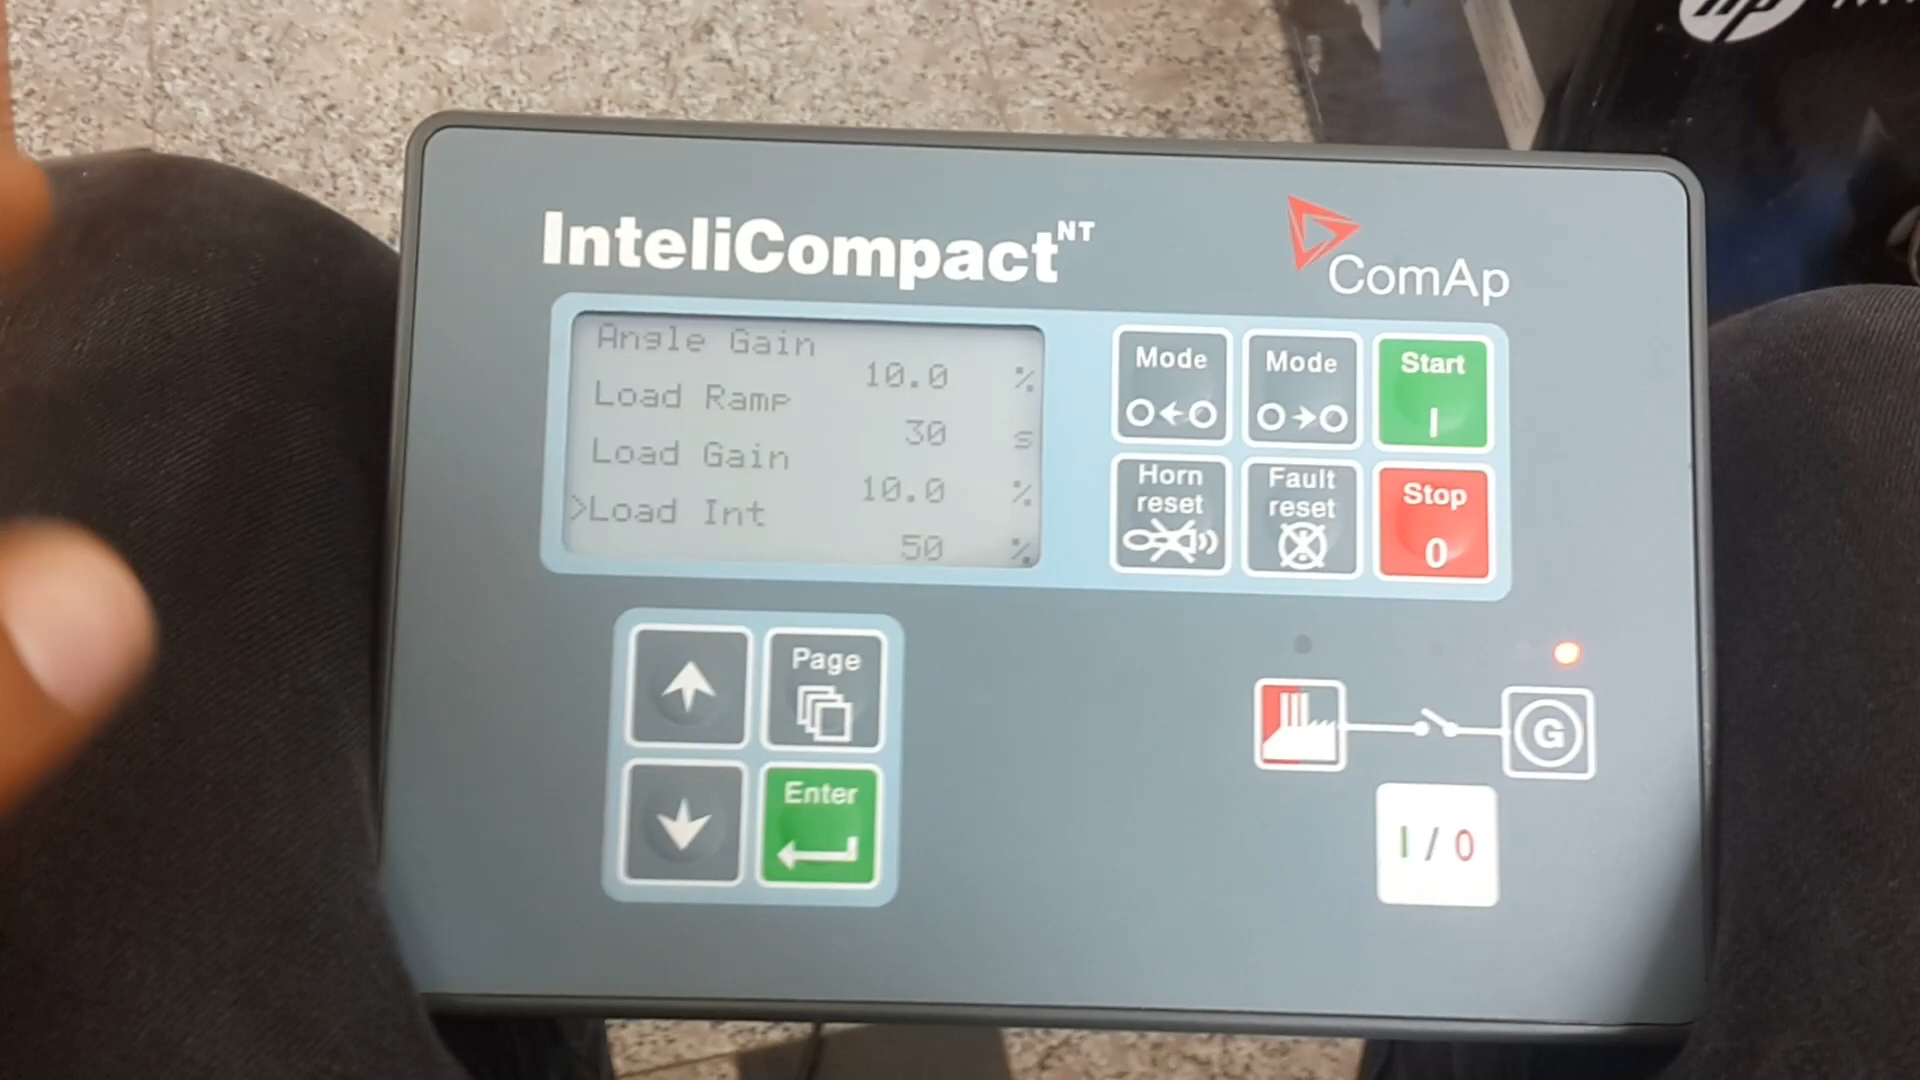 hp
InteliCompact NT
ComAp
Angle Gain
10.0 %
Load Ramp
30 s
Load Gain
10.0 %
>Load Int
50 %
Mode
Mode
Start
I
Horn reset
Fault reset
Stop
0
Page
Enter
G
I / 0